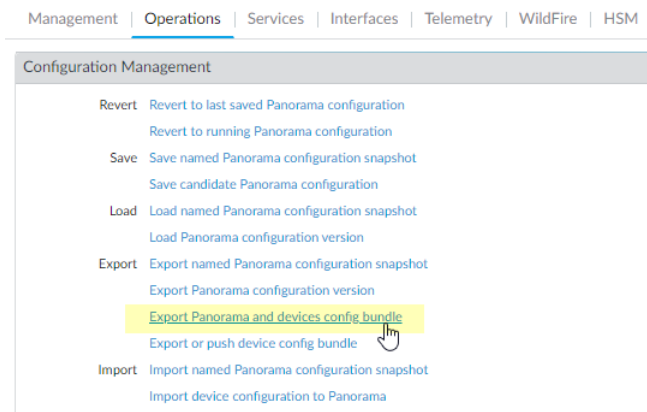 Management | Operations | Services | Interfaces | Telemetry | WildFire | HSM
Configuration Management
Revert Revert to last saved Panorama configuration
Revert to running Panorama configuration
Save Save named Panorama configuration snapshot
Save candidate Panorama configuration
Load Load named Panorama configuration snapshot
Load Panorama configuration version
Export Export named Panorama configuration snapshot
Export Panorama configuration version
Export Panorama and devices config bundle
Export or push device config bundle
Import Import named Panorama configuration snapshot
Import device configuration to Panorama